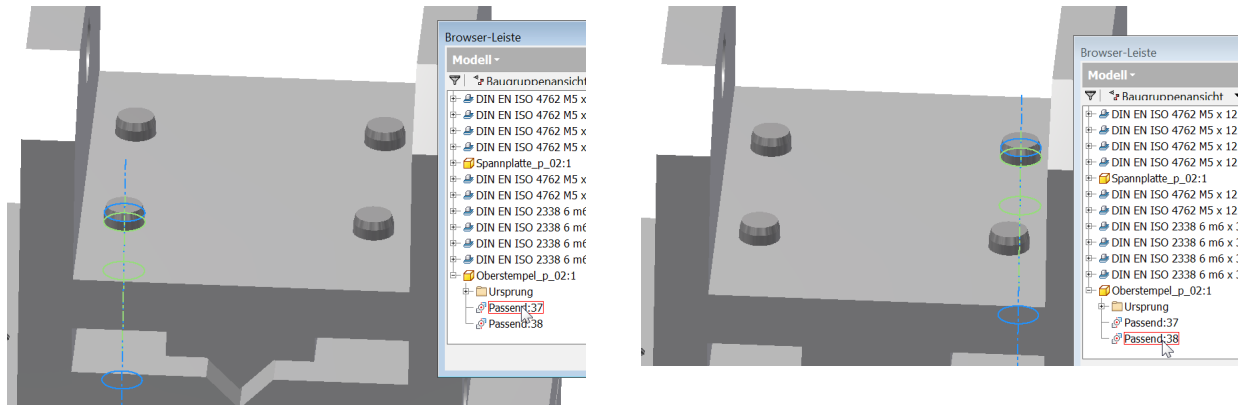 Browser-Leiste
Modell
Baugruppenansicht
DIN EN ISO 4762 M5 x
DIN EN ISO 4762 M5 x
DIN EN ISO 4762 M5 x
DIN EN ISO 4762 M5 x
Spannplatte_p_02:1
DIN EN ISO 4762 M5 x
DIN EN ISO 4762 M5 x
DIN EN ISO 2338 6 m6
DIN EN ISO 2338 6 m6
DIN EN ISO 2338 6 m6
DIN EN ISO 2338 6 m6
Oberstempel_p_02:1
Ursprung
Passend:37
Passend:38
Browser-Leiste
Modell
Baugruppenansicht
DIN EN ISO 4762 M5 x 12
DIN EN ISO 4762 M5 x 12
DIN EN ISO 4762 M5 x 12
DIN EN ISO 4762 M5 x 12
Spannplatte_p_02:1
DIN EN ISO 4762 M5 x 12
DIN EN ISO 4762 M5 x 12
DIN EN ISO 2338 6 m6 x
DIN EN ISO 2338 6 m6 x
DIN EN ISO 2338 6 m6 x
DIN EN ISO 2338 6 m6 x
Oberstempel_p_02:1
Ursprung
Passend:37
Passend:38